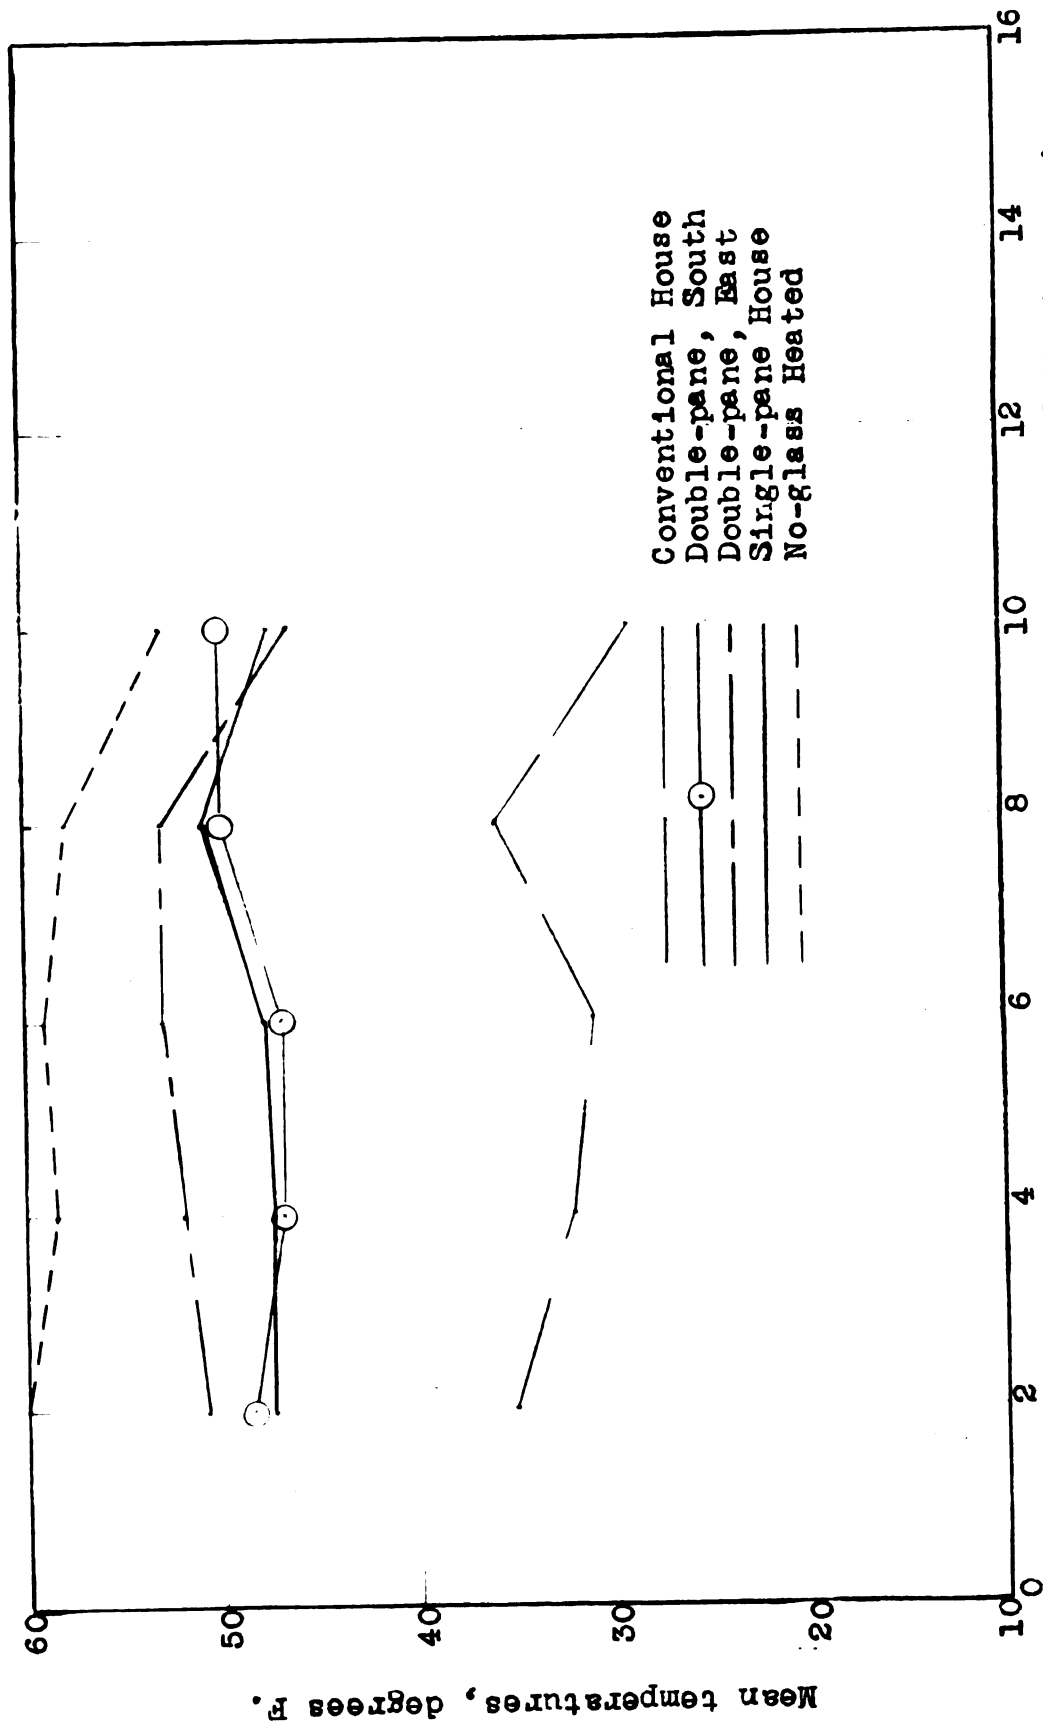 Mean temperatures, degrees F.
60
50
40
30
20
10
0
2
4
6
8
10
12
14
16
Conventional House
Double-pane, South
Double-pane, East
Single-pane House
No-glass Heated